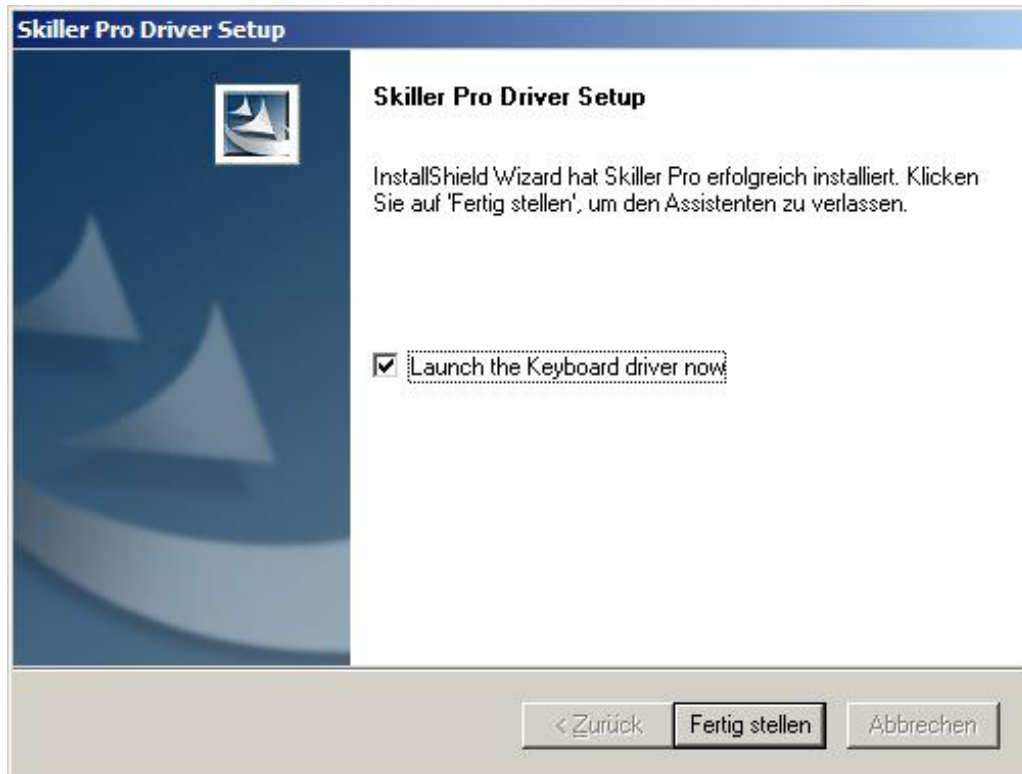 Skiller Pro Driver Setup
Skiller Pro Driver Setup
InstallShield Wizard hat Skiller Pro erfolgreich installiert. Klicken
Sie auf 'Fertig stellen', um den Assistenten zu verlassen.
Launch the Keyboard driver now
< Zurück
Fertig stellen
Abbrechen